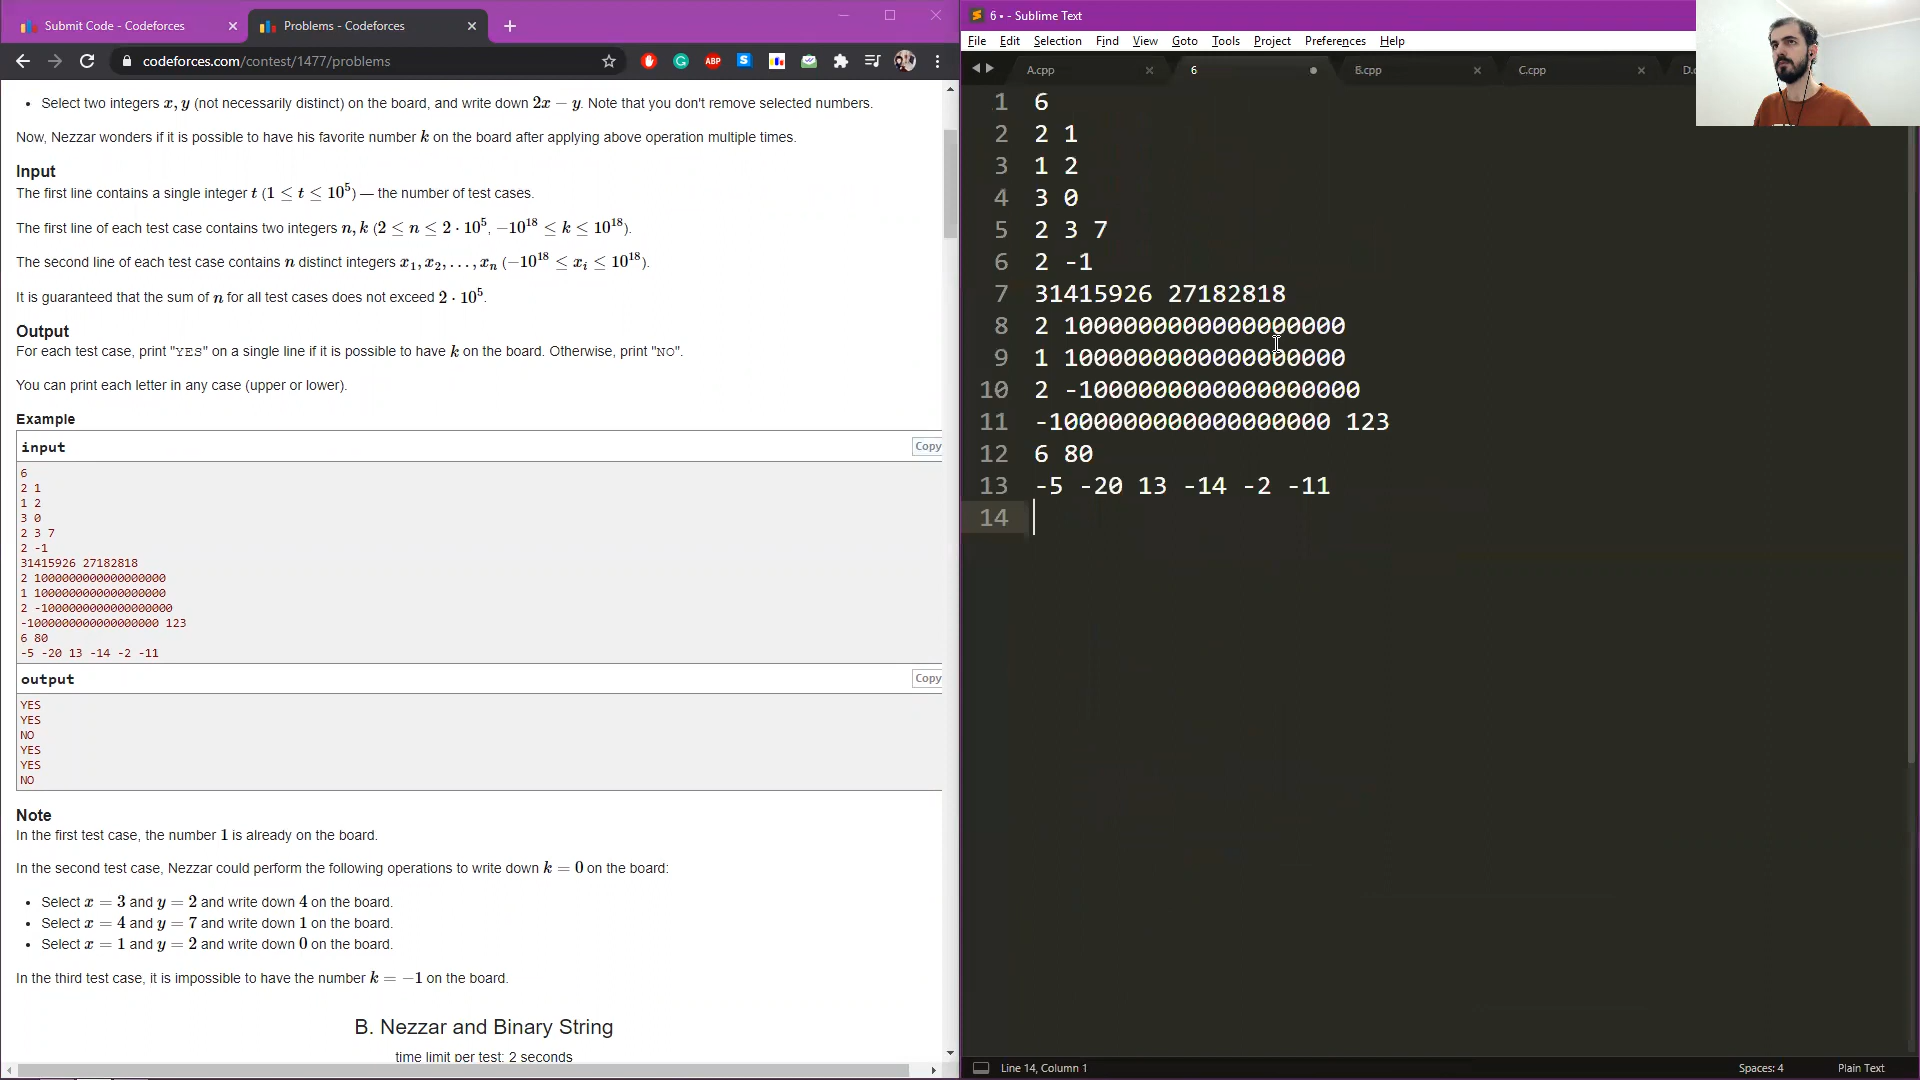 Submit Code - Codeforces
Problems - Codeforces
codeforces.com/contest/1477/problems
ABP
• Select two integers x, y (not necessarily distinct) on the board, and write down 2x − y. Note that you don't remove selected numbers.
Now, Nezzar wonders if it is possible to have his favorite number k on the board after applying above operation multiple times.
Input
The first line contains a single integer t (1 ≤ t ≤ 10^5) — the number of test cases.
The first line of each test case contains two integers n, k (2 ≤ n ≤ 2 · 10^5, −10^18 ≤ k ≤ 10^18).
The second line of each test case contains n distinct integers x_1, x_2, …, x_n (−10^18 ≤ x_i ≤ 10^18).
It is guaranteed that the sum of n for all test cases does not exceed 2 · 10^5.
Output
For each test case, print "YES" on a single line if it is possible to have k on the board. Otherwise, print "NO".
You can print each letter in any case (upper or lower).
Example
input
Copy
6
2 1
1 2
3 0
2 3 7
2 -1
31415926 27182818
2 1000000000000000000
1 1000000000000000000
2 -1000000000000000000
-1000000000000000000 123
6 80
-5 -20 13 -14 -2 -11
output
Copy
YES
YES
NO
YES
YES
NO
Note
In the first test case, the number 1 is already on the board.
In the second test case, Nezzar could perform the following operations to write down k = 0 on the board:
• Select x = 3 and y = 2 and write down 4 on the board.
• Select x = 4 and y = 7 and write down 1 on the board.
• Select x = 1 and y = 2 and write down 0 on the board.
In the third test case, it is impossible to have the number k = −1 on the board.
B. Nezzar and Binary String
time limit per test: 2 seconds
6 • - Sublime Text
File Edit Selection Find View Goto Tools Project Preferences Help
A.cpp
6
B.cpp
C.cpp
1 6
2 2 1
3 1 2
4 3 0
5 2 3 7
6 2 -1
7 31415926 27182818
8 2 1000000000000000000
9 1 1000000000000000000
10 2 -1000000000000000000
11 -1000000000000000000 123
12 6 80
13 -5 -20 13 -14 -2 -11
14
Line 14, Column 1
Spaces: 4
Plain Text